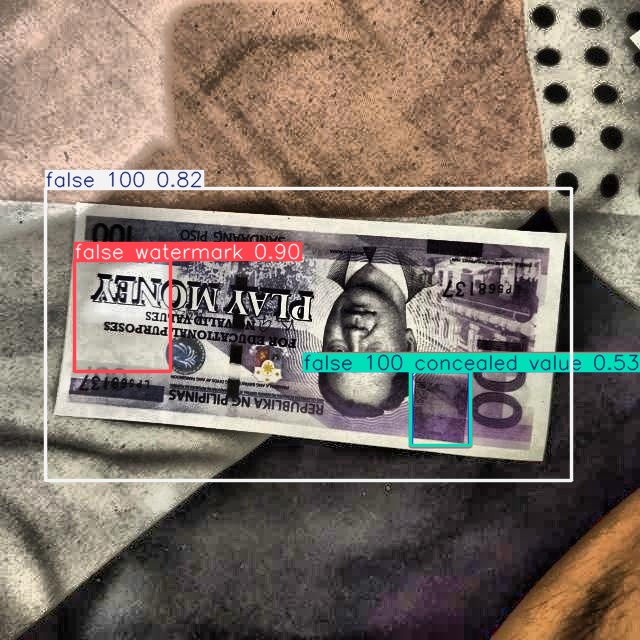 false 100 0.82
false watermark 0.90
false 100 concealed value 0.53
REPUBLIKA NG PILIPINAS
FOR EDUCATIONAL PURPOSES
PLAY MONEY
SANDAANG PISO
100
100